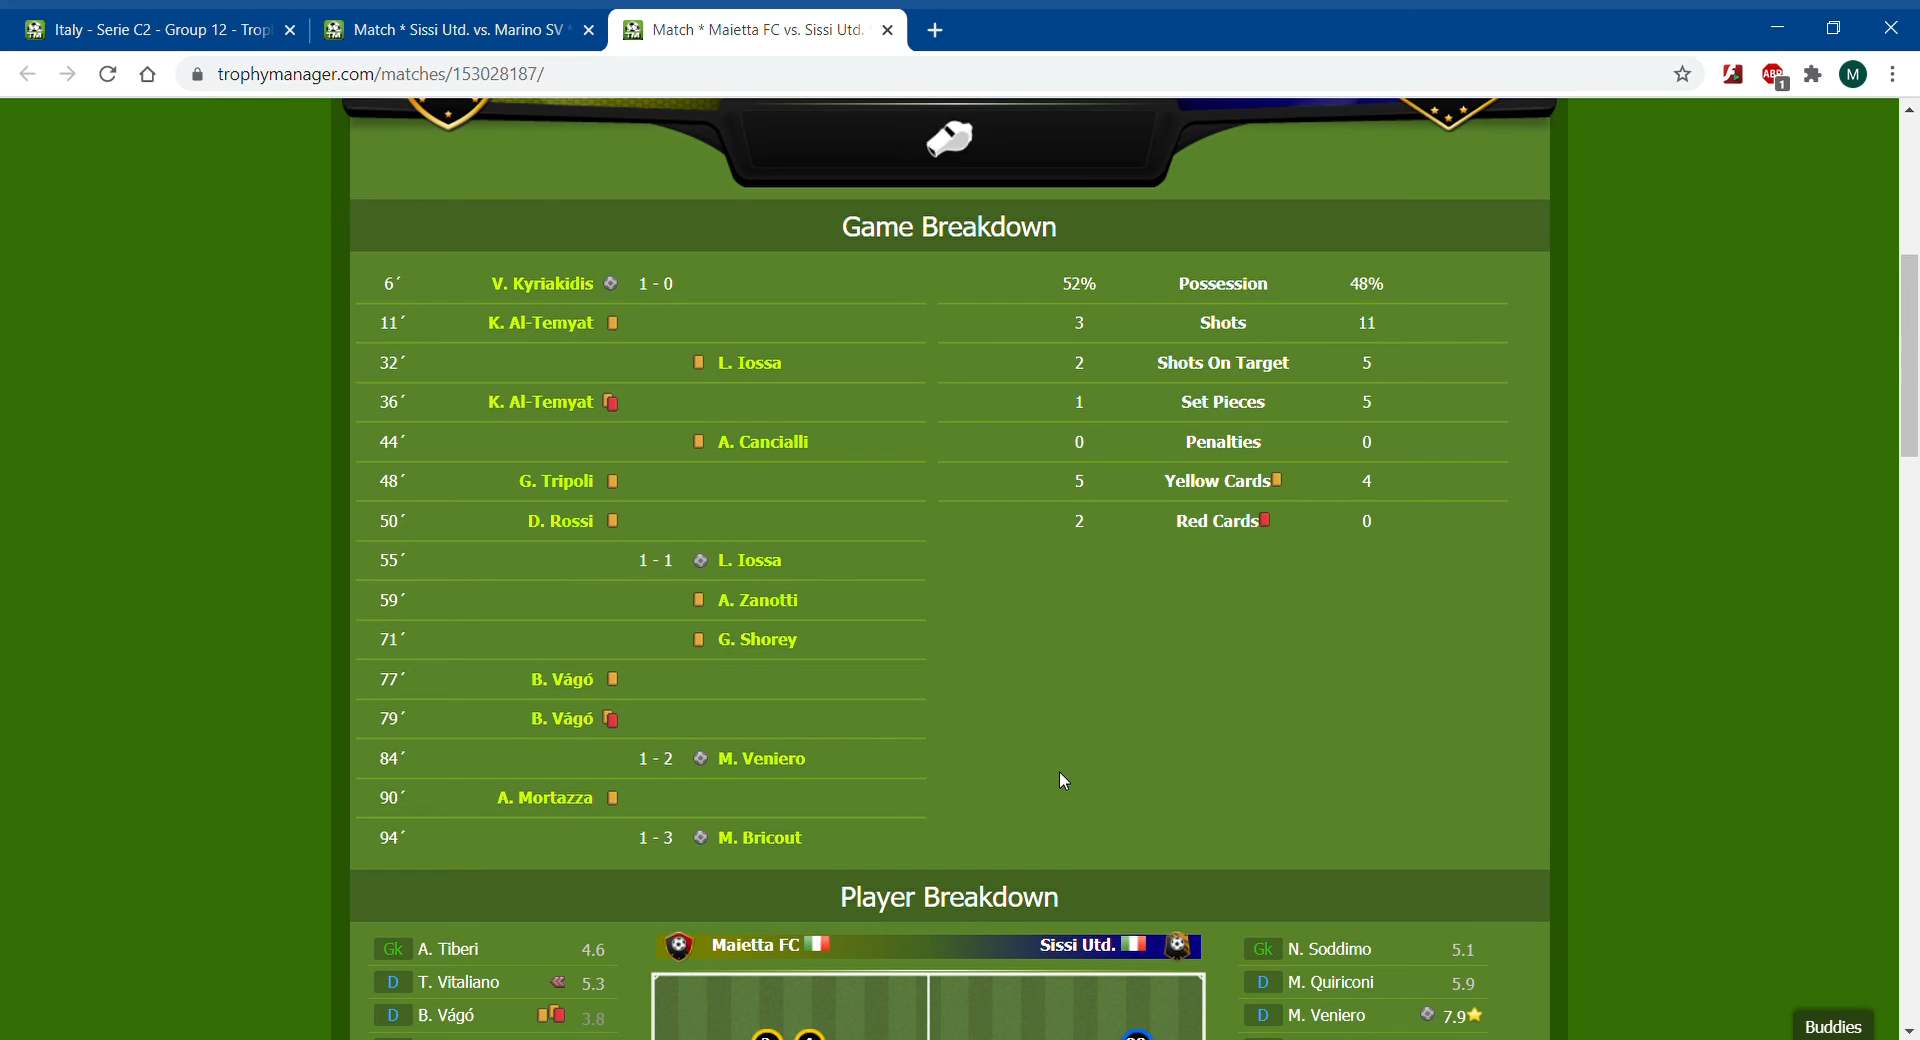 Italy - Serie C2 - Group 12 - Trop
Match * Sissi Utd. vs. Marino SV *
Match * Maietta FC vs. Sissi Utd.
trophymanager.com/matches/153028187/
ABP 1
M
Game Breakdown
6´ V. Kyriakidis 1 - 0
52% Possession 48%
11´ K. Al-Temyat
3 Shots 11
32´ L. Iossa
2 Shots On Target 5
36´ K. Al-Temyat
1 Set Pieces 5
44´ A. Cancialli
0 Penalties 0
48´ G. Tripoli
5 Yellow Cards 4
50´ D. Rossi
2 Red Cards 0
55´ 1 - 1 L. Iossa
59´ A. Zanotti
71´ G. Shorey
77´ B. Vágó
79´ B. Vágó
84´ 1 - 2 M. Veniero
90´ A. Mortazza
94´ 1 - 3 M. Bricout
Player Breakdown
Maietta FC Sissi Utd.
Gk A. Tiberi 4.6
Gk N. Soddimo 5.1
D T. Vitaliano 5.3
D M. Quiriconi 5.9
D B. Vágó 3.8
D M. Veniero 7.9
Buddies